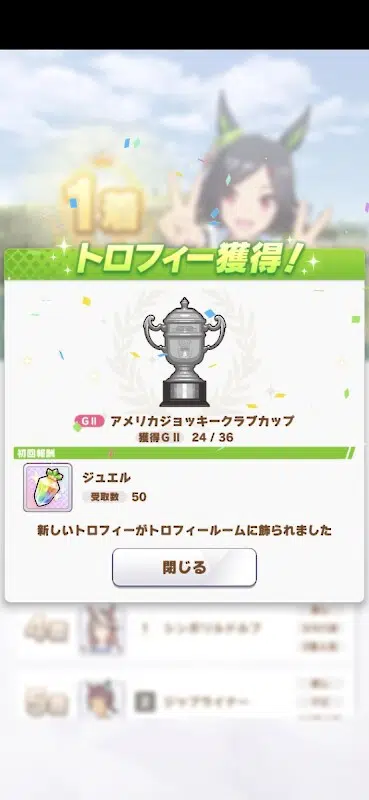 1着
トロフィー獲得!
GⅡ アメリカジョッキークラブカップ
獲得GⅡ 24 / 36
初回報酬
ジュエル
受取数 50
新しいトロフィーがトロフィールームに飾られました
閉じる
4着
1 シンボリルドルフ
5着
2